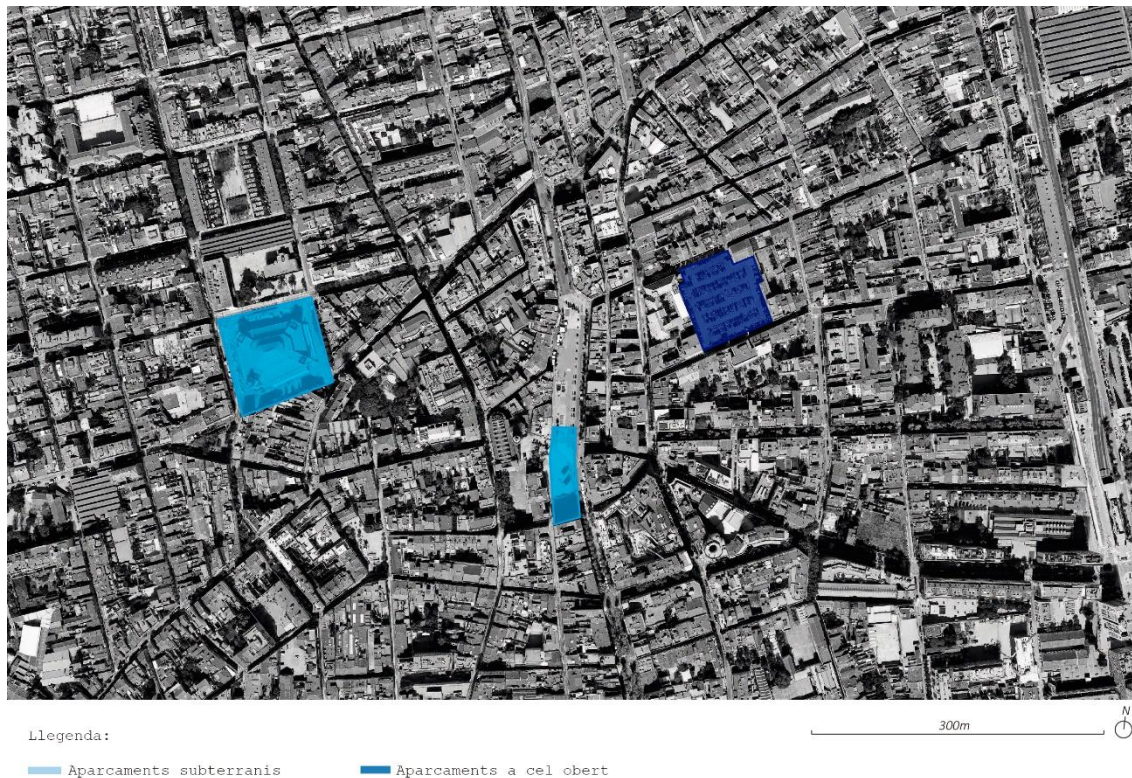 Llegenda:
300m
N
Aparcaments subterranis
Aparcaments a cel obert